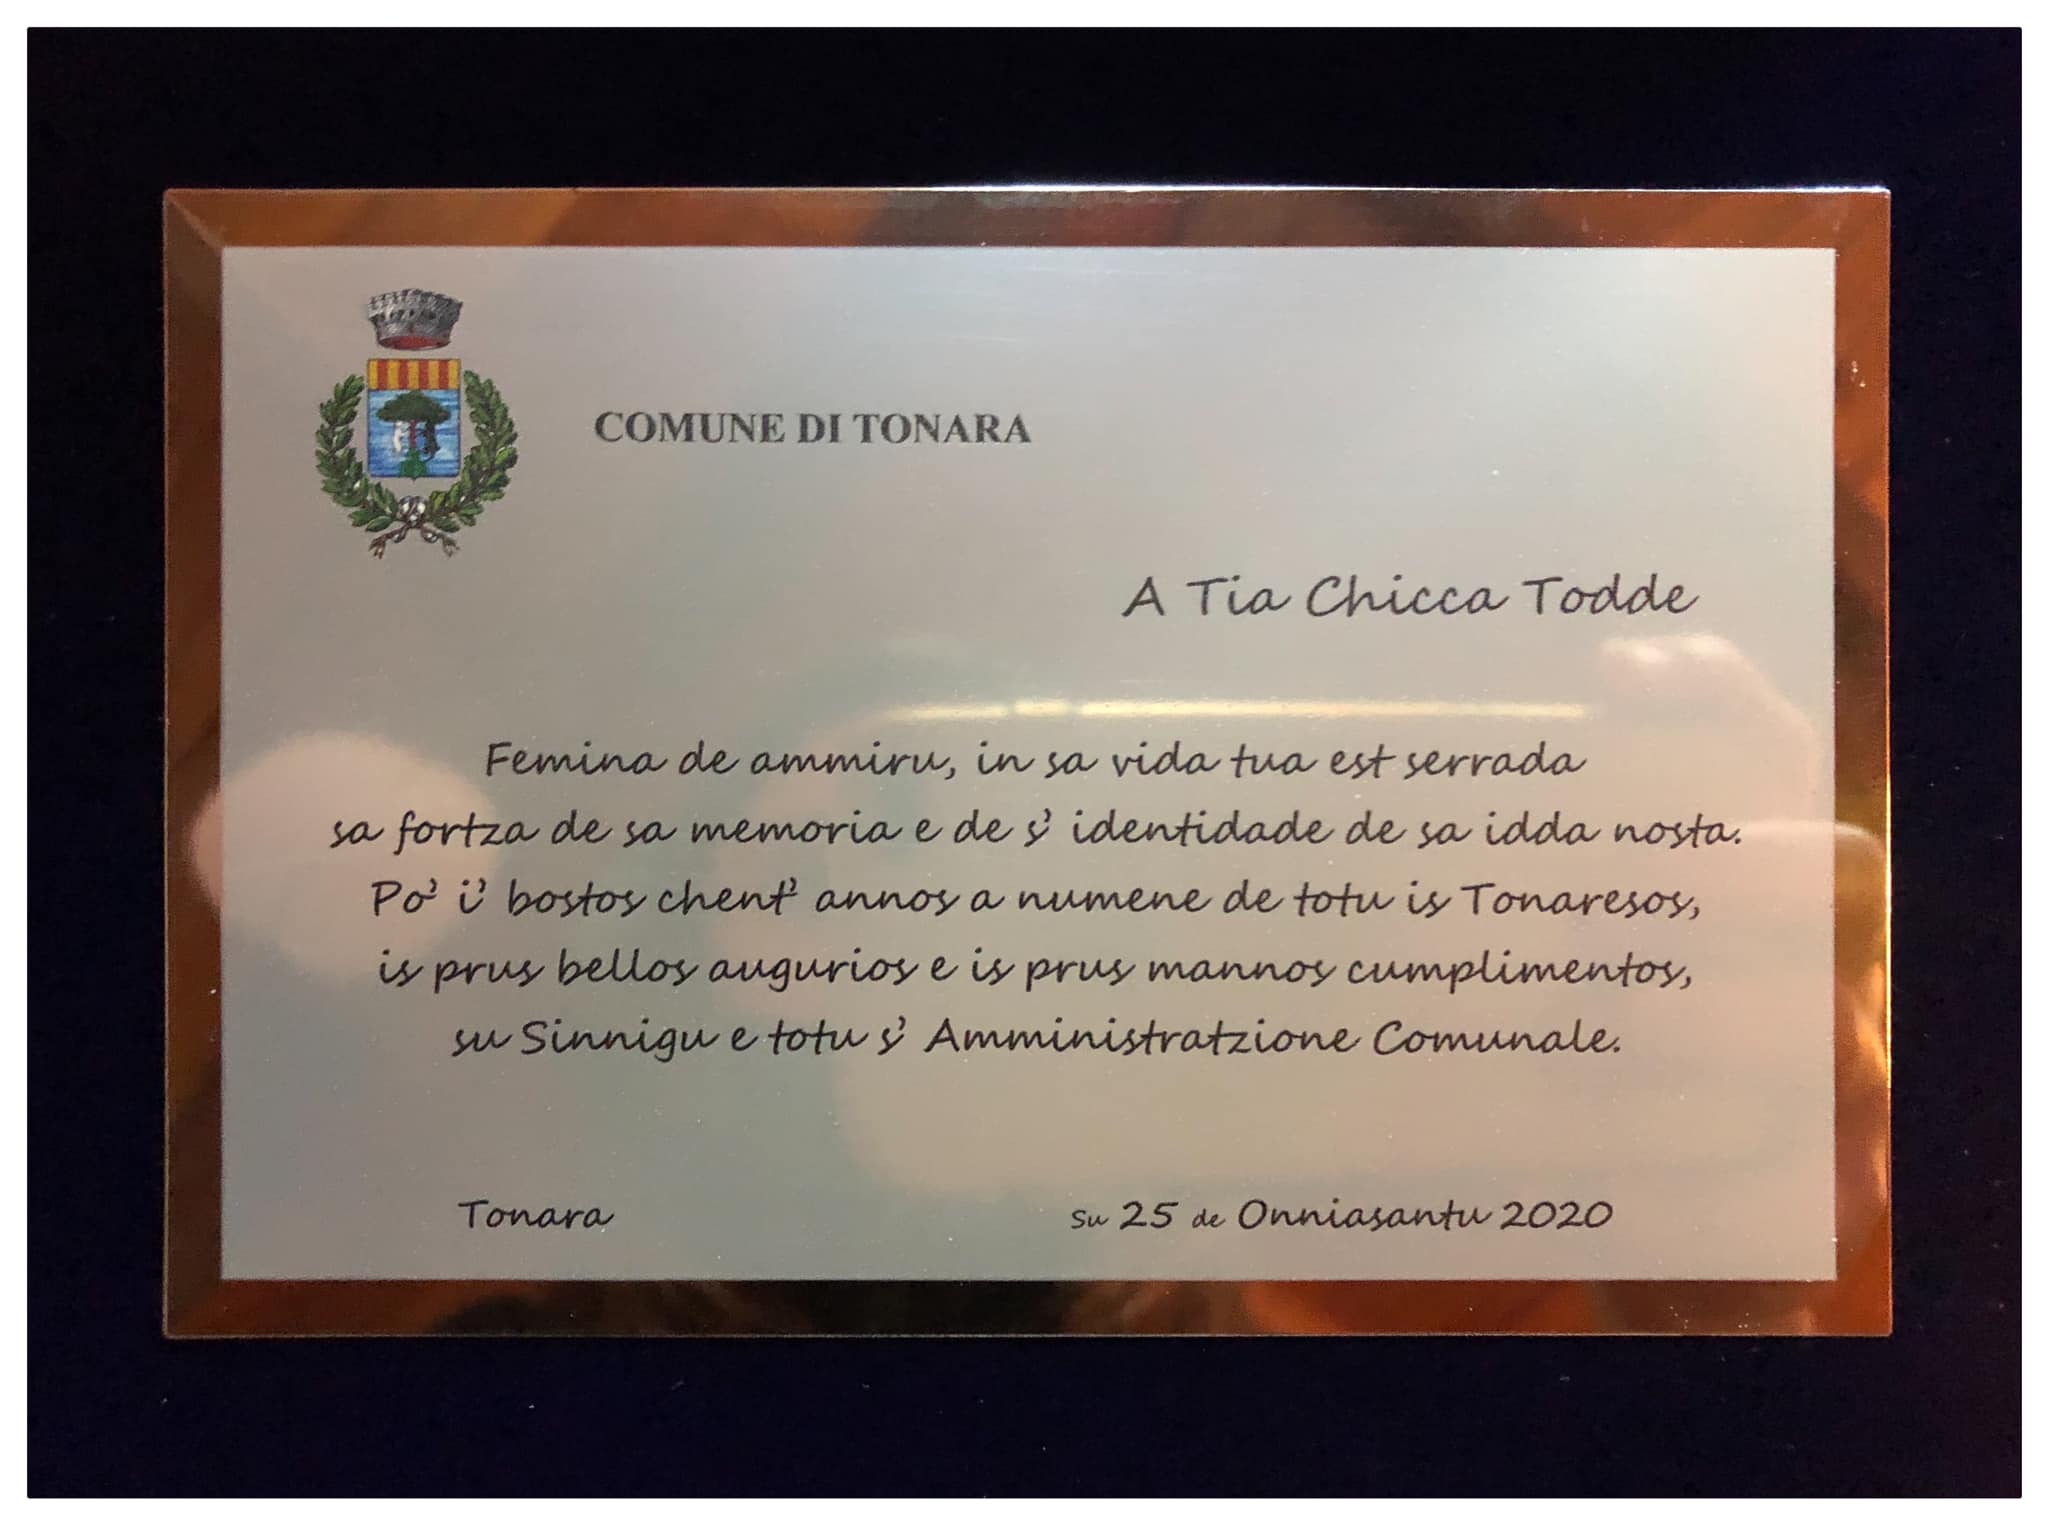 COMUNE DI TONARA
A Tia Chicca Todde
Femina de ammiru, in sa vida tua est serrada
sa fortza de sa memoria e de s' identidade de sa idda nosta.
Po' i' bostos chent' annos a numene de totu is Tonaresos,
is prus bellos augurios e is prus mannos cumplimentos,
su Sinnigu e totu s' Amministratzione Comunale.
Tonara
Su 25 de Onniasantu 2020